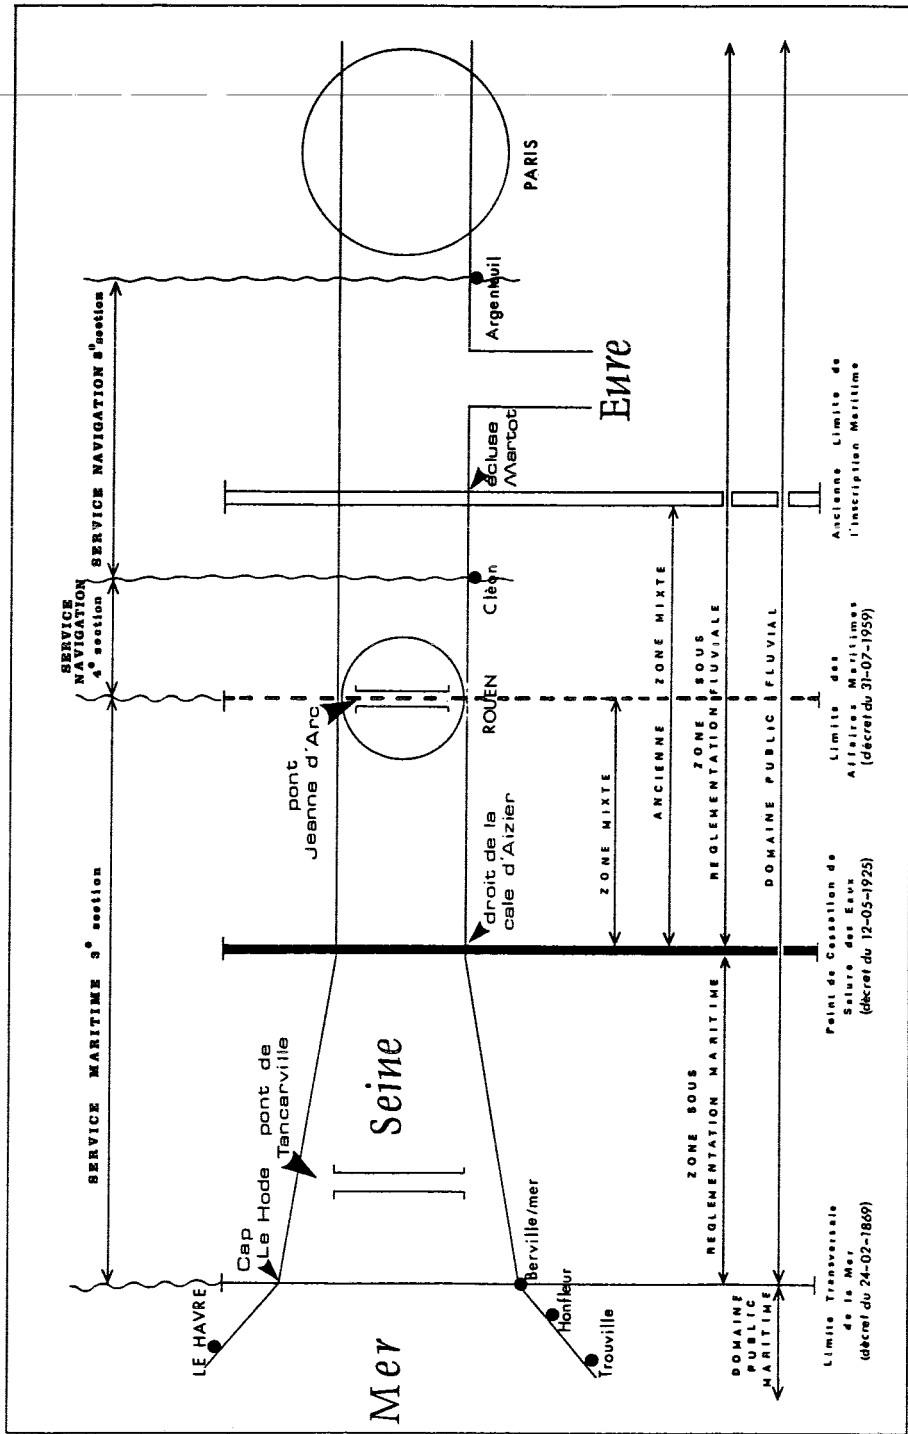 SERVICE MARITIME 3° section
SERVICE
NAVIGATION
4° section
SERVICE NAVIGATION 2°section
LE HAVRE
Cap
Le Hode
pont de
Tancarville
pont
Jeanne d'Arc
Mer
Seine
PARIS
Trouville
Honfleur
Berville/mer
droit de la
cale d'Aizier
ROUEN
Clèon
écluse
Martot
Eure
Argenteuil
ZONE MIXTE
ANCIENNE ZONE MIXTE
ZONE SOUS
REGLEMENTATION MARITIME
ZONE SOUS
REGLEMENTATION FLUVIALE
DOMAINE
PUBLIC
MARITIME
DOMAINE PUBLIC FLUVIAL
Limite Transversale
de la Mer
(décret du 24-02-1869)
Point de Cessation de
Salure des Eaux
(décret du 12-05-1925)
Limite des
Affaires Maritimes
(décret du 31-07-1959)
Ancienne Limite de
l'inscription Maritime